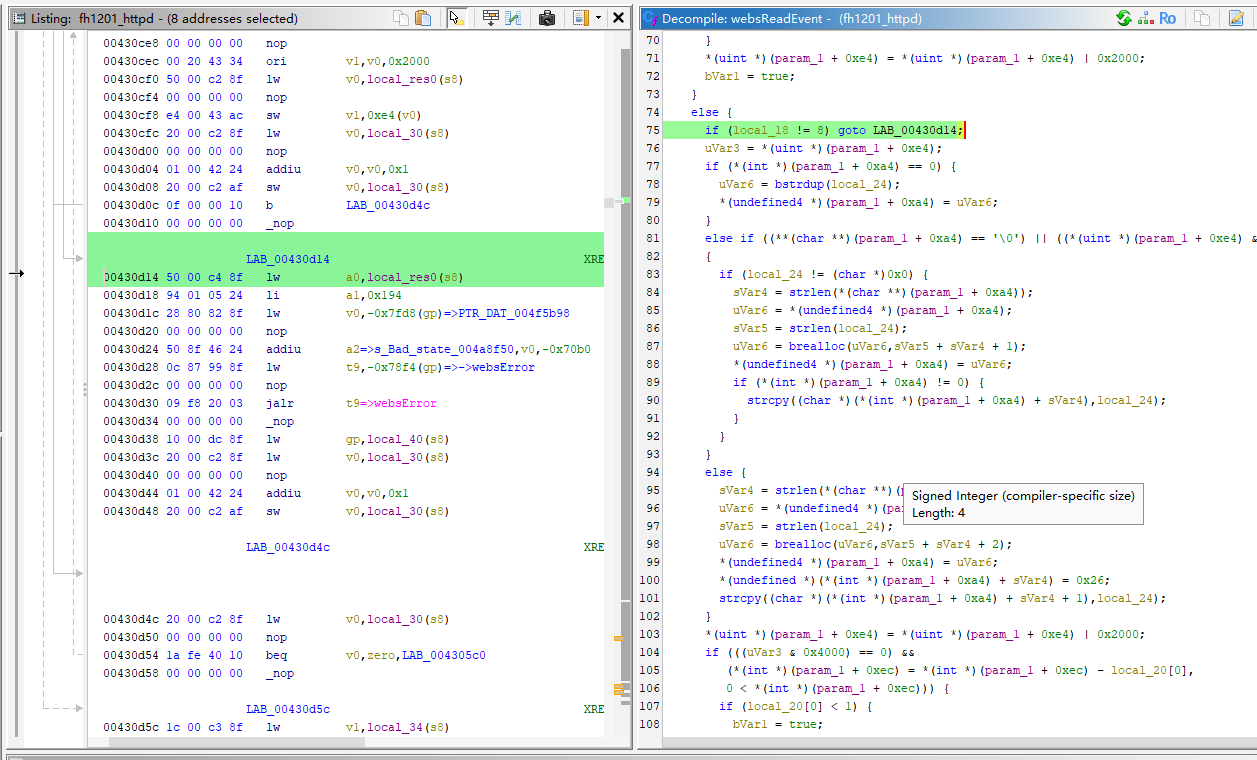 Listing: fh1201_httpd - (8 addresses selected)
00430ce8 00 00 00 00 nop
00430cec 00 20 43 34 ori v1,v0,0x2000
00430cf0 50 00 c2 8f lw v0,local_res0(s8)
00430cf4 00 00 00 00 nop
00430cf8 e4 00 43 ac sw v1,0xe4(v0)
00430cfc 20 00 c2 8f lw v0,local_30(s8)
00430d00 00 00 00 00 nop
00430d04 01 00 42 24 addiu v0,v0,0x1
00430d08 20 00 c2 af sw v0,local_30(s8)
00430d0c 0f 00 00 10 b LAB_00430d4c
00430d10 00 00 00 00 _nop
LAB_00430d14 XRE
00430d14 50 00 c4 8f lw a0,local_res0(s8)
00430d18 94 01 05 24 li a1,0x194
00430d1c 28 80 82 8f lw v0,-0x7fd8(gp)=>PTR_DAT_004f5b98
00430d20 00 00 00 00 nop
00430d24 50 8f 46 24 addiu a2=>s_Bad_state_004a8f50,v0,-0x70b0
00430d28 0c 87 99 8f lw t9,-0x78f4(gp)=>->websError
00430d2c 00 00 00 00 nop
00430d30 09 f8 20 03 jalr t9=>websError
00430d34 00 00 00 00 _nop
00430d38 10 00 dc 8f lw gp,local_40(s8)
00430d3c 20 00 c2 8f lw v0,local_30(s8)
00430d40 00 00 00 00 nop
00430d44 01 00 42 24 addiu v0,v0,0x1
00430d48 20 00 c2 af sw v0,local_30(s8)
LAB_00430d4c XRE
00430d4c 20 00 c2 8f lw v0,local_30(s8)
00430d50 00 00 00 00 nop
00430d54 1a fe 40 10 beq v0,zero,LAB_004305c0
00430d58 00 00 00 00 _nop
LAB_00430d5c XRE
00430d5c 1c 00 c3 8f lw v1,local_34(s8)
Decompile: websReadEvent - (fh1201_httpd)
Ro
70 }
71 *(uint *)(param_1 + 0xe4) = *(uint *)(param_1 + 0xe4) | 0x2000;
72 bVar1 = true;
73 }
74 else {
75 if (local_18 != 8) goto LAB_00430d14;
76 uVar3 = *(uint *)(param_1 + 0xe4);
77 if (*(int *)(param_1 + 0xa4) == 0) {
78 uVar6 = bstrdup(local_24);
79 *(undefined4 *)(param_1 + 0xa4) = uVar6;
80 }
81 else if ((**(char **)(param_1 + 0xa4) == '\0') || ((*(uint *)(param_1 + 0xe4) &
82 {
83 if (local_24 != (char *)0x0) {
84 sVar4 = strlen(*(char **)(param_1 + 0xa4));
85 uVar6 = *(undefined4 *)(param_1 + 0xa4);
86 sVar5 = strlen(local_24);
87 uVar6 = brealloc(uVar6,sVar5 + sVar4 + 1);
88 *(undefined4 *)(param_1 + 0xa4) = uVar6;
89 if (*(int *)(param_1 + 0xa4) != 0) {
90 strcpy((char *)(*(int *)(param_1 + 0xa4) + sVar4),local_24);
91 }
92 }
93 }
94 else {
95 sVar4 = strlen(*(char **)(
96 uVar6 = *(undefined4 *)(par
97 sVar5 = strlen(local_24);
98 uVar6 = brealloc(uVar6,sVar5 + sVar4 + 2);
99 *(undefined4 *)(param_1 + 0xa4) = uVar6;
100 *(undefined *)(*(int *)(param_1 + 0xa4) + sVar4) = 0x26;
101 strcpy((char *)(*(int *)(param_1 + 0xa4) + sVar4 + 1),local_24);
102 }
103 *(uint *)(param_1 + 0xe4) = *(uint *)(param_1 + 0xe4) | 0x2000;
104 if (((uVar3 & 0x4000) == 0) &&
105 (*(int *)(param_1 + 0xec) = *(int *)(param_1 + 0xec) - local_20[0],
106 0 < *(int *)(param_1 + 0xec))) {
107 if (local_20[0] < 1) {
108 bVar1 = true;
Signed Integer (compiler-specific size)
Length: 4